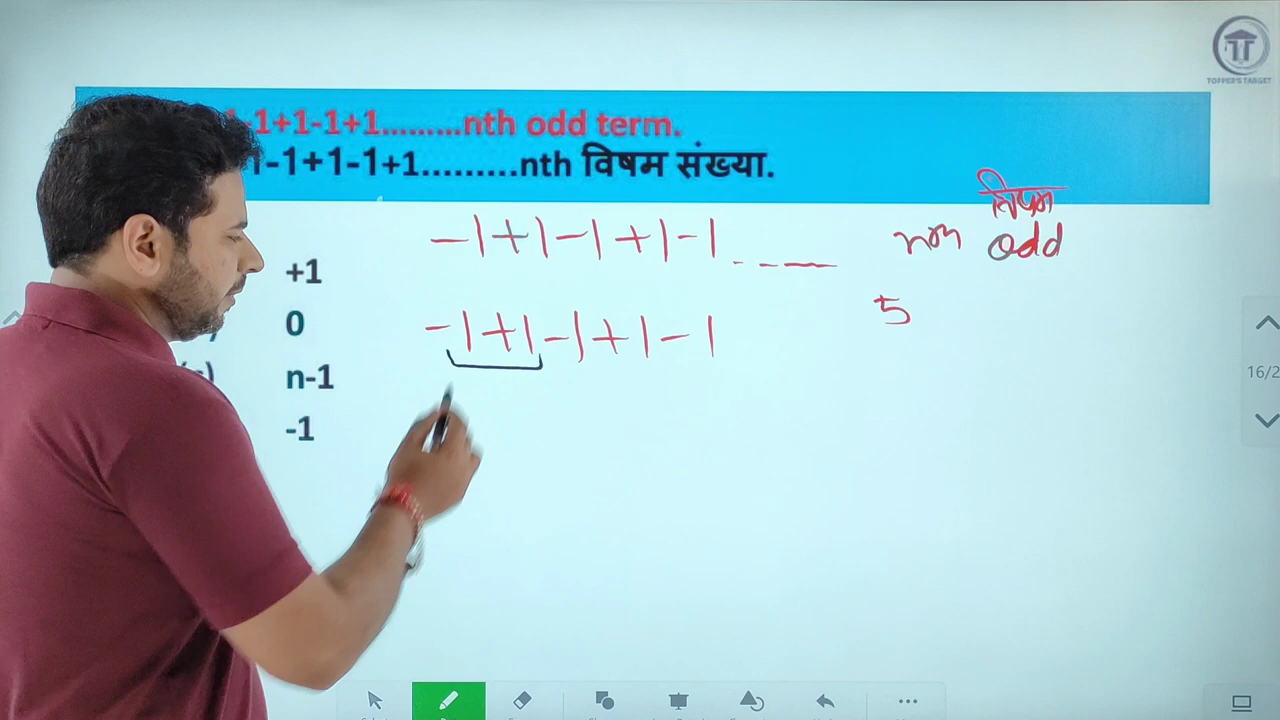 TOPPER'S TARGET
-1+1-1+1.........nth odd term.
1-1+1-1+1.........nth विषम संख्या.
-1+1-1+1-1.-----
nth
विषम
odd
+1
0
n-1
-1
-1+1-1+1-1
5
16/2